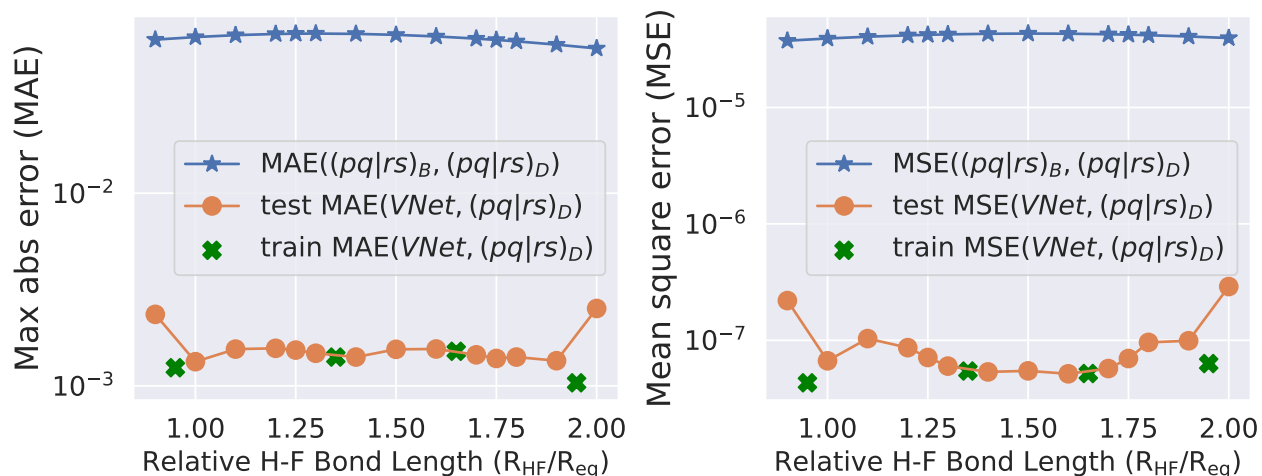 Max abs error (MAE)
10⁻²
10⁻³
MAE((pq|rs)_B, (pq|rs)_D)
test MAE(VNet, (pq|rs)_D)
train MAE(VNet, (pq|rs)_D)
1.00 1.25 1.50 1.75 2.00
Relative H-F Bond Length (R_HF/R_eq)
Mean square error (MSE)
10⁻⁵
10⁻⁶
10⁻⁷
MSE((pq|rs)_B, (pq|rs)_D)
test MSE(VNet, (pq|rs)_D)
train MSE(VNet, (pq|rs)_D)
1.00 1.25 1.50 1.75 2.00
Relative H-F Bond Length (R_HF/R_eq)